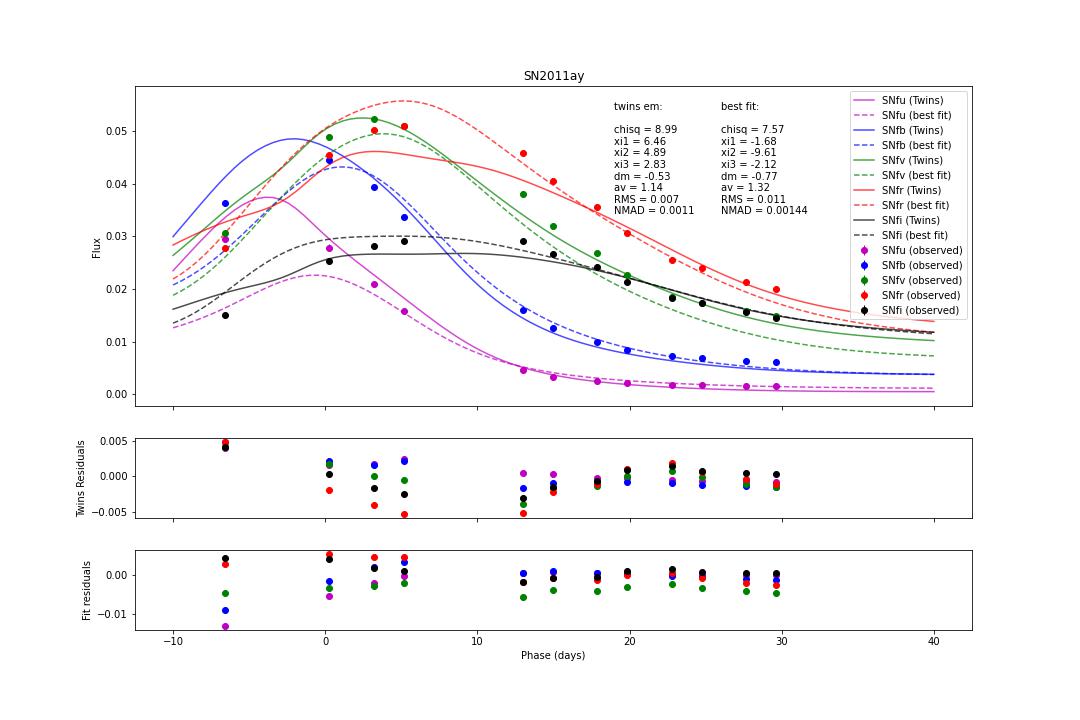 SN2011ay
Flux
0.05
0.04
0.03
0.02
0.01
0.00
twins em:
chisq = 8.99
xi1 = 6.46
xi2 = 4.89
xi3 = 2.83
dm = -0.53
av = 1.14
RMS = 0.007
NMAD = 0.0011
best fit:
chisq = 7.57
xi1 = -1.68
xi2 = -9.61
xi3 = -2.12
dm = -0.77
av = 1.32
RMS = 0.011
NMAD = 0.00144
SNfu (Twins)
SNfu (best fit)
SNfb (Twins)
SNfb (best fit)
SNfv (Twins)
SNfv (best fit)
SNfr (Twins)
SNfr (best fit)
SNfi (Twins)
SNfi (best fit)
SNfu (observed)
SNfb (observed)
SNfv (observed)
SNfr (observed)
SNfi (observed)
Twins Residuals
0.005
0.000
−0.005
Fit residuals
0.00
−0.01
−10
0
10
20
30
40
Phase (days)